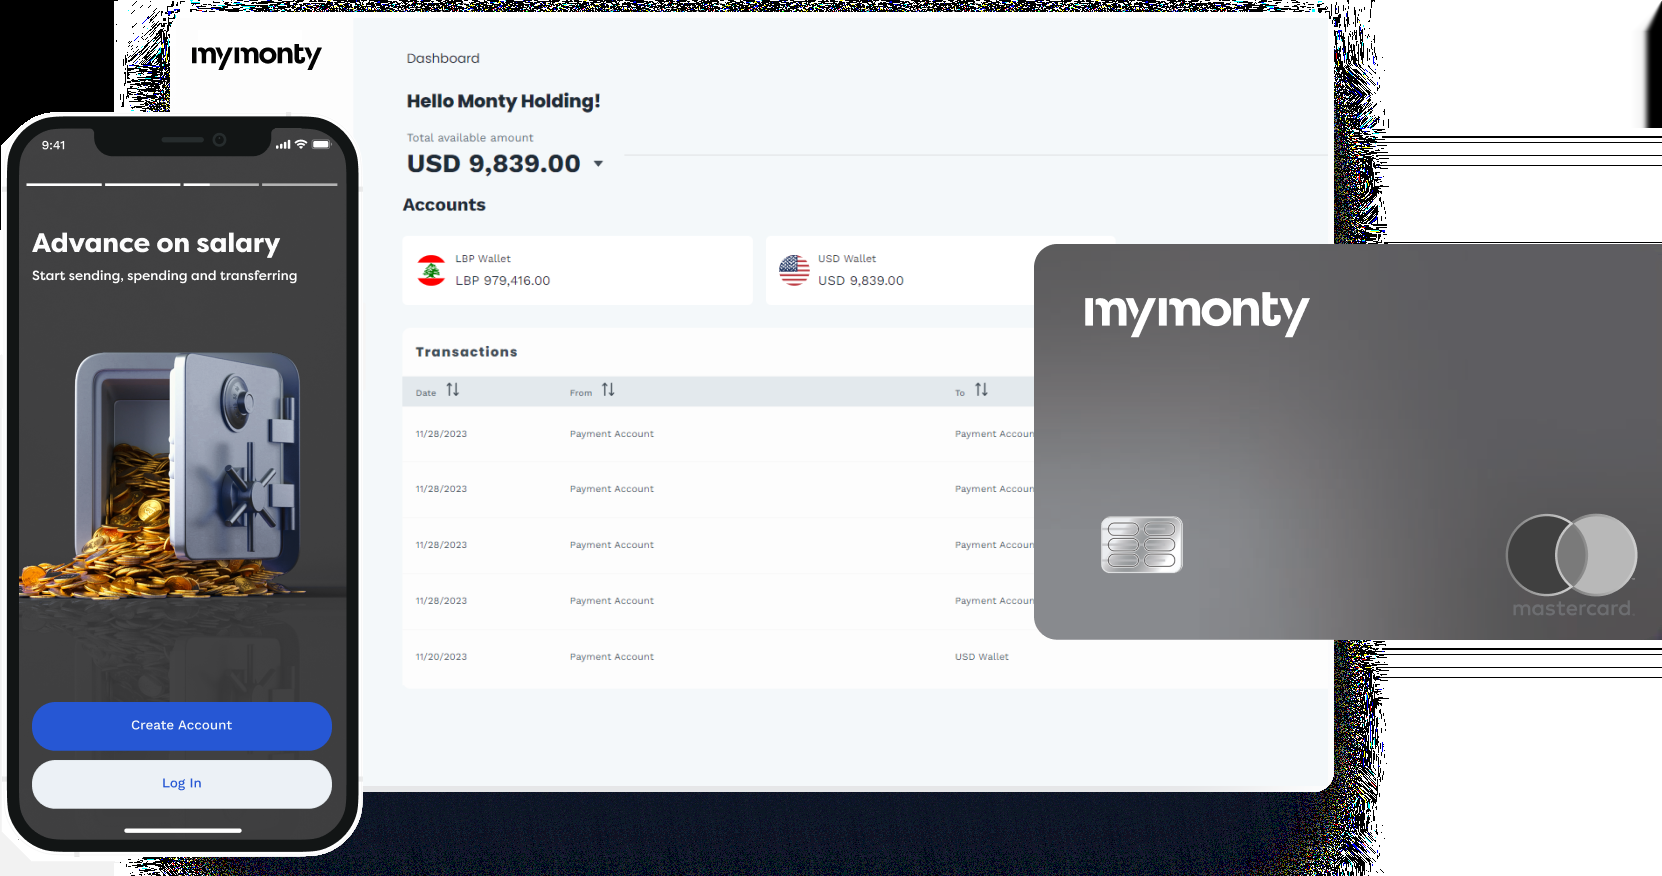 mymonty
Dashboard
Hello Monty Holding!
Total available amount
USD 9,839.00
Accounts
LBP Wallet
LBP 979,416.00
USD Wallet
USD 9,839.00
Transactions
Date From To
11/28/2023 Payment Account Payment Accoun
11/28/2023 Payment Account Payment Accoun
11/28/2023 Payment Account Payment Accoun
11/28/2023 Payment Account Payment Accoun
11/20/2023 Payment Account USD Wallet
9:41
Advance on salary
Start sending, spending and transferring
Create Account
Log In
mymonty
mastercard